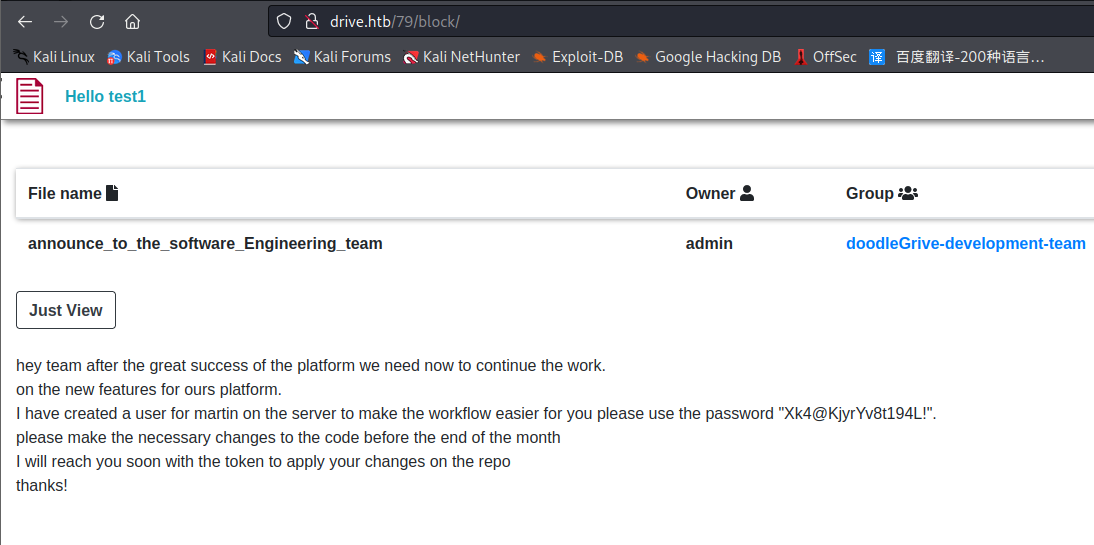 drive.htb/79/block/
Kali Linux Kali Tools Kali Docs Kali Forums Kali NetHunter Exploit-DB Google Hacking DB OffSec 译 百度翻译-200种语言...
Hello test1
File name Owner Group
announce_to_the_software_Engineering_team admin doodleGrive-development-team
Just View
hey team after the great success of the platform we need now to continue the work.
on the new features for ours platform.
I have created a user for martin on the server to make the workflow easier for you please use the password "Xk4@KjyrYv8t194L!".
please make the necessary changes to the code before the end of the month
I will reach you soon with the token to apply your changes on the repo
thanks!